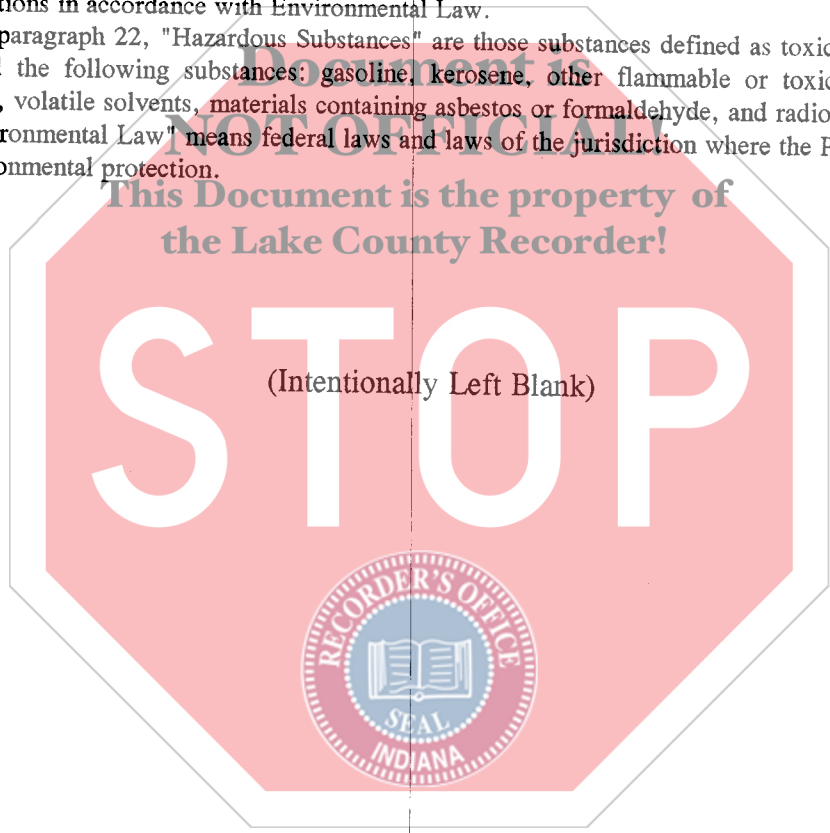 tions in accordance with Environmental Law.
paragraph 22, "Hazardous Substances" are those substances defined as toxic
the following substances: gasoline, kerosene, other flammable or toxic
, volatile solvents, materials containing asbestos or formaldehyde, and radio
ronmental Law" means federal laws and laws of the jurisdiction where the P
onmental protection.
Document is
NOT OFFICIAL!
This Document is the property of
the Lake County Recorder!
(Intentionally Left Blank)
STOP
RECORDER'S OFFICE
SEAL
INDIANA